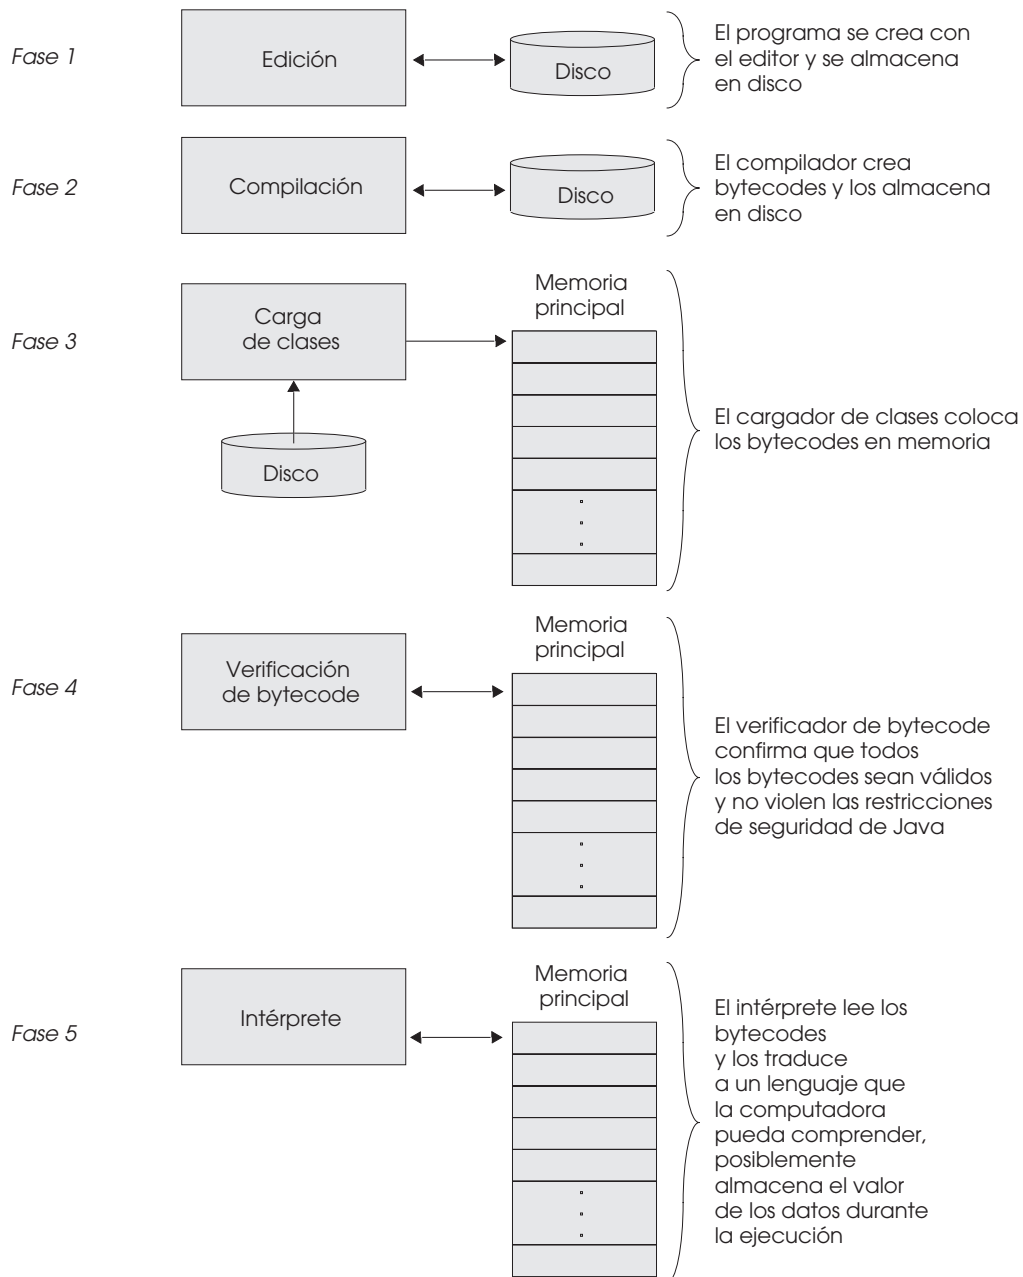 Fase 1
Edición
Disco
El programa se crea con
el editor y se almacena
en disco
Fase 2
Compilación
Disco
El compilador crea
bytecodes y los almacena
en disco
Fase 3
Carga
de clases
Disco
Memoria
principal
El cargador de clases coloca
los bytecodes en memoria
Fase 4
Verificación
de bytecode
Memoria
principal
El verificador de bytecode
confirma que todos
los bytecodes sean válidos
y no violen las restricciones
de seguridad de Java
Fase 5
Intérprete
Memoria
principal
El intérprete lee los
bytecodes
y los traduce
a un lenguaje que
la computadora
pueda comprender,
posiblemente
almacena el valor
de los datos durante
la ejecución